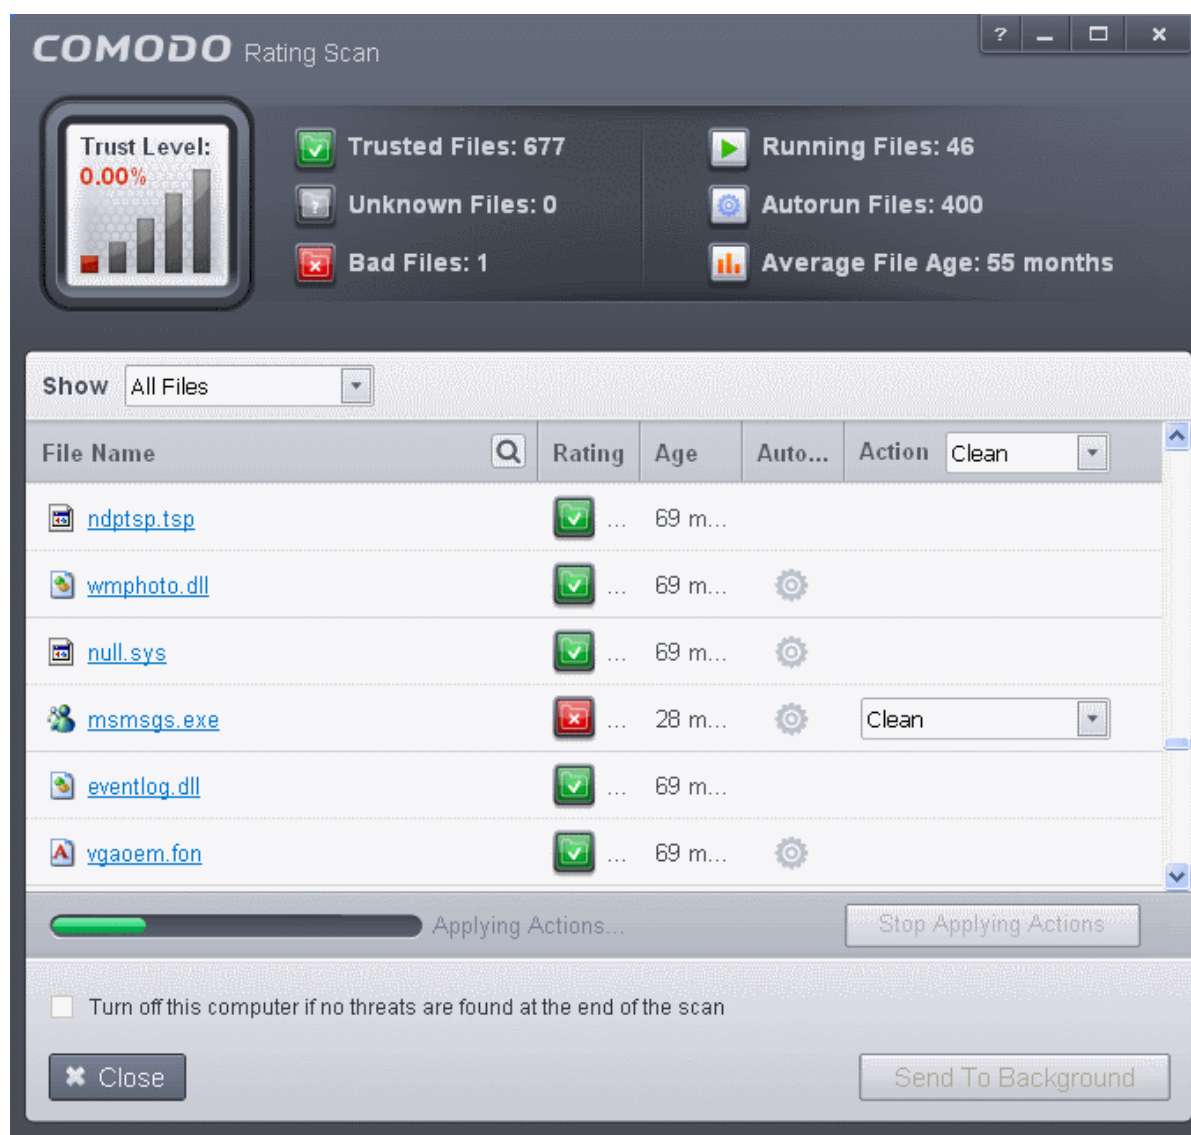 COMODO Rating Scan
?
Trust Level:
0.00%
Trusted Files: 677
Unknown Files: 0
Bad Files: 1
Running Files: 46
Autorun Files: 400
Average File Age: 55 months
Show All Files
File Name Rating Age Auto... Action Clean
ndptsp.tsp ... 69 m...
wmphoto.dll ... 69 m...
null.sys ... 69 m...
msmsgs.exe ... 28 m... Clean
eventlog.dll ... 69 m...
vgaoem.fon ... 69 m...
Applying Actions... Stop Applying Actions
Turn off this computer if no threats are found at the end of the scan
Close Send To Background